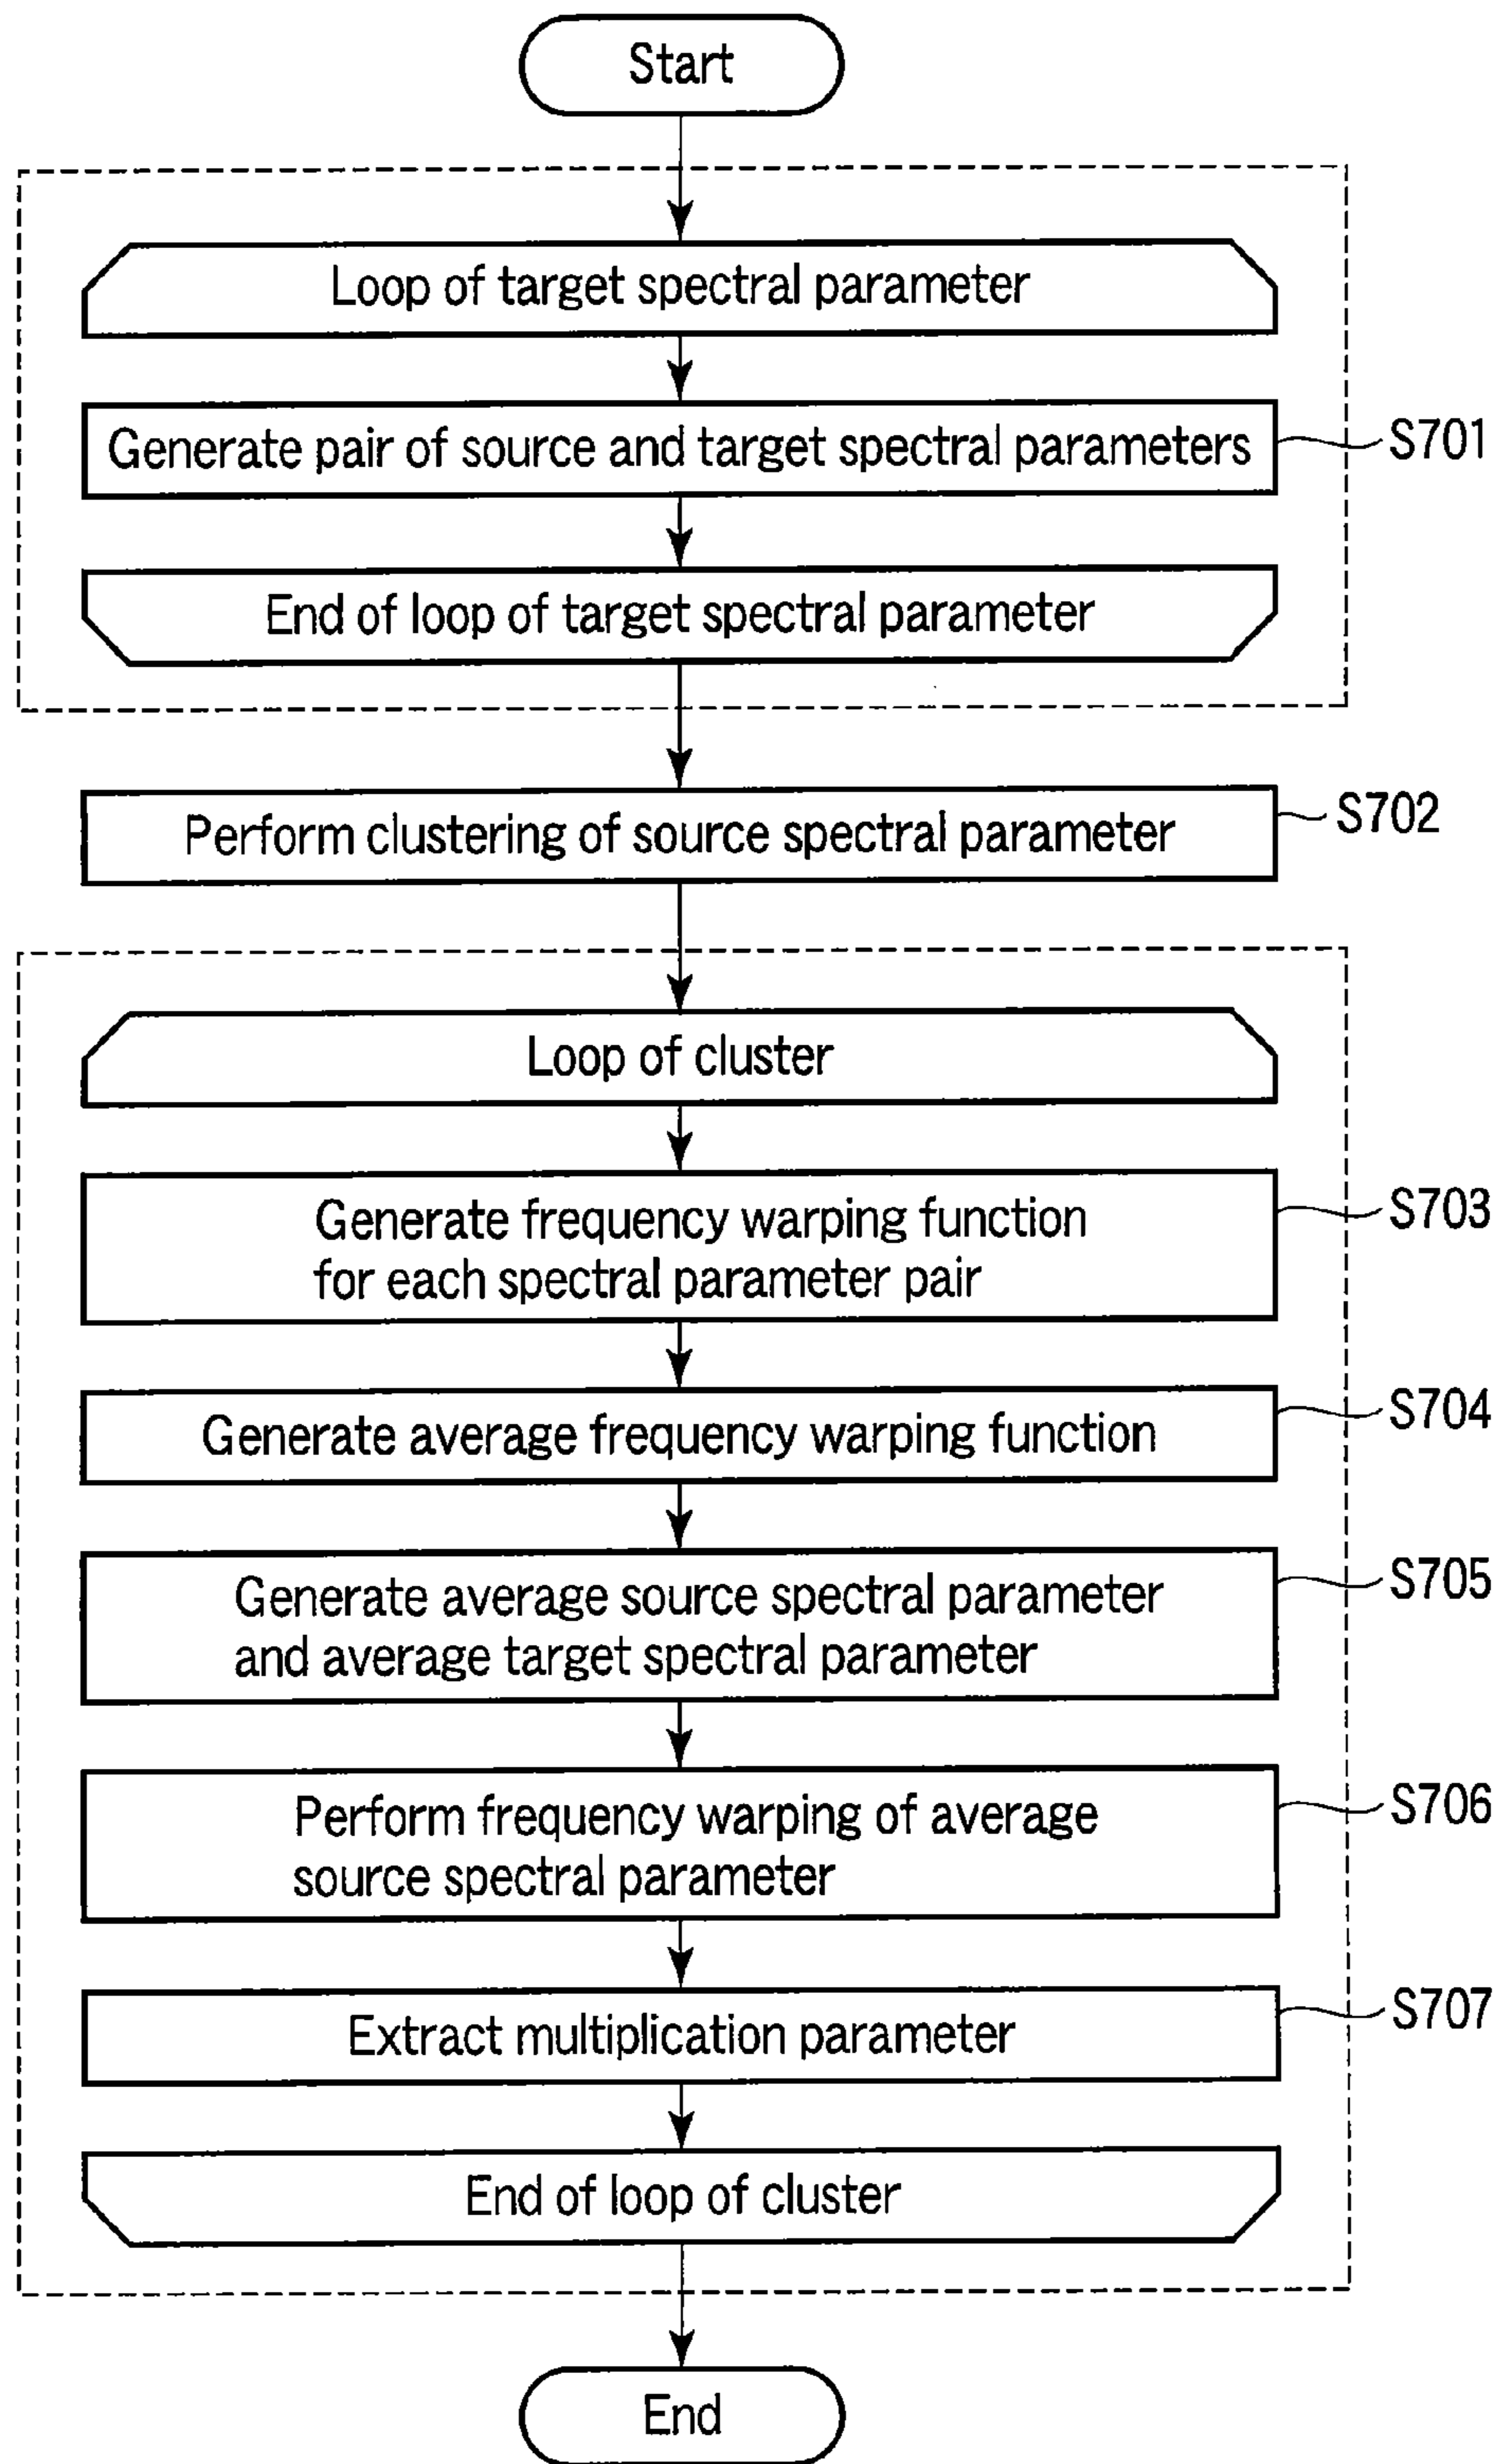 Start
Loop of target spectral parameter
Generate pair of source and target spectral parameters
S701
End of loop of target spectral parameter
Perform clustering of source spectral parameter
S702
Loop of cluster
Generate frequency warping function
for each spectral parameter pair
S703
Generate average frequency warping function
S704
Generate average source spectral parameter
and average target spectral parameter
S705
Perform frequency warping of average
source spectral parameter
S706
Extract multiplication parameter
S707
End of loop of cluster
End